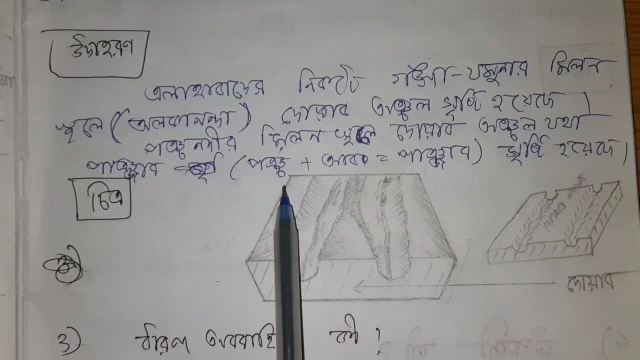 উদাহরণ
এলাহাবাদের নিকটে গঙ্গা-যমুনার মিলন
স্থলে (অলকানন্দা) দোয়াব অঞ্চল সৃষ্টি হয়েছে।
পঞ্চনদীর মিলন স্থলে দোয়াব অঞ্চল যথা
পাঞ্জাব (পঞ্চ + আব = পাঞ্জাব) সৃষ্টি হয়েছে।
চিত্র
দোয়াব
3) কী?